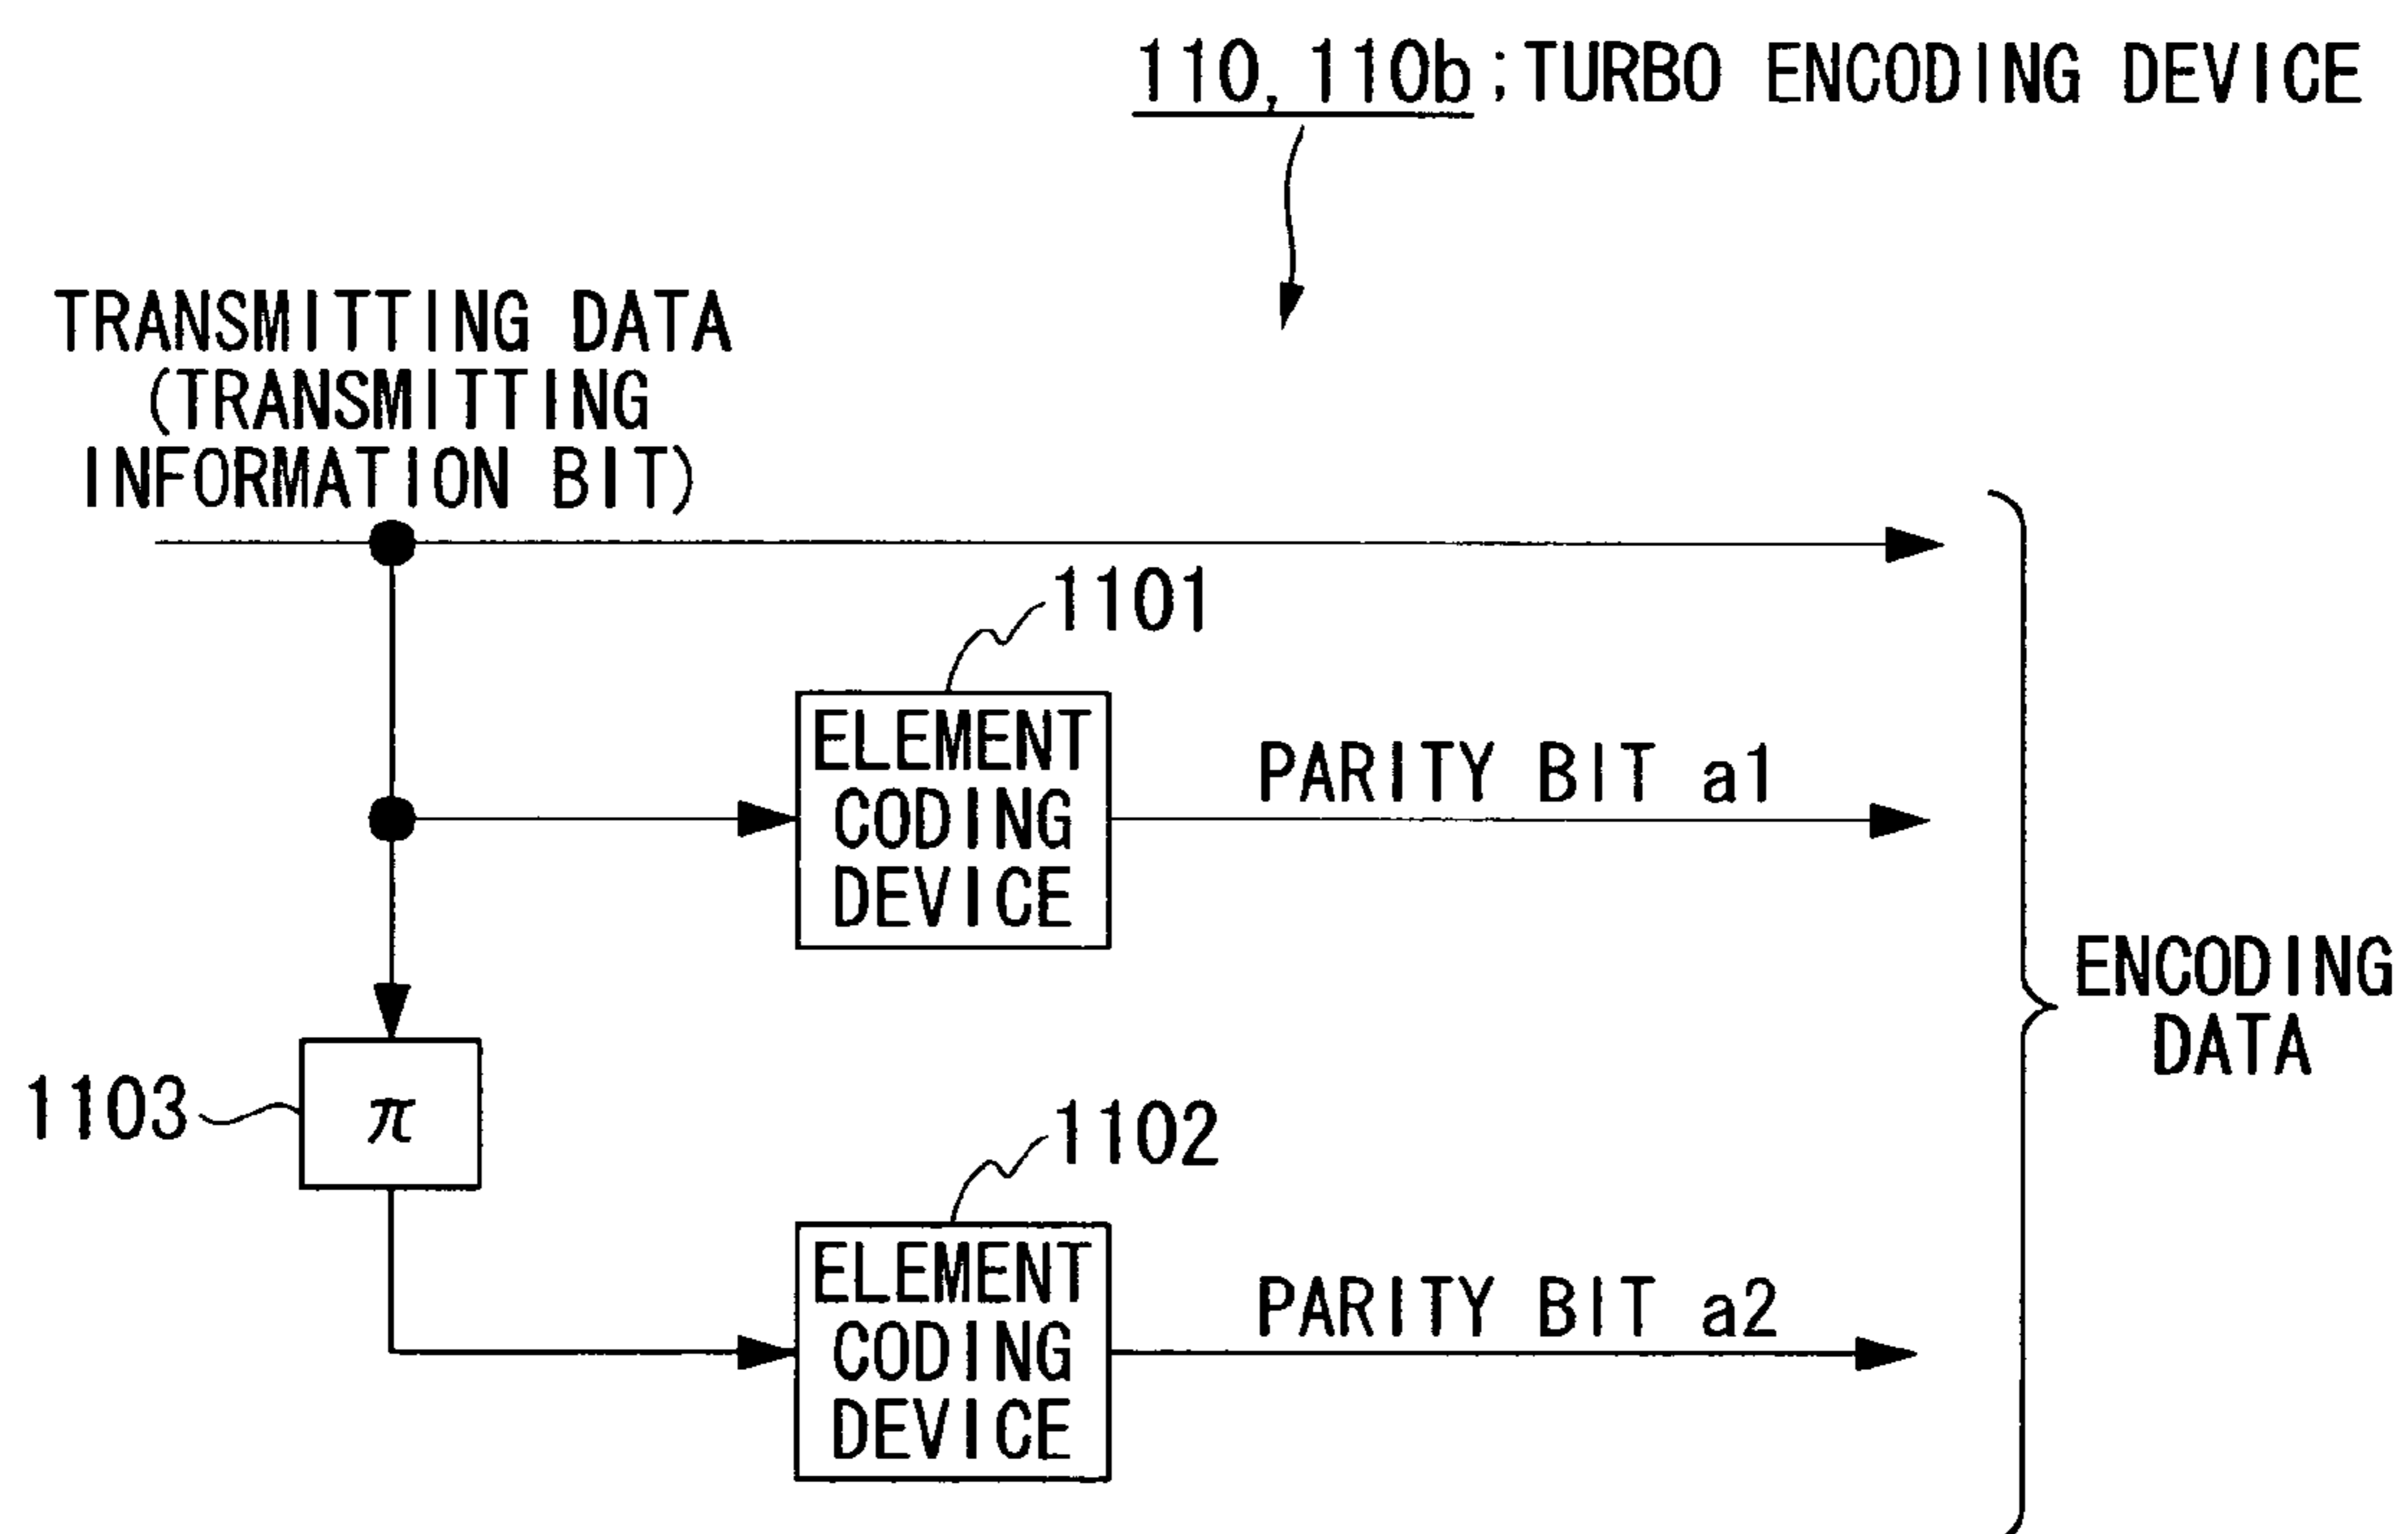 110, 110b ;TURBO ENCODING DEVICE
TRANSMITTING DATA
(TRANSMITTING
INFORMATION BIT)
1101
ELEMENT
CODING
DEVICE
PARITY BIT a1
ENCODING
DATA
1103
π
1102
ELEMENT
CODING
DEVICE
PARITY BIT a2